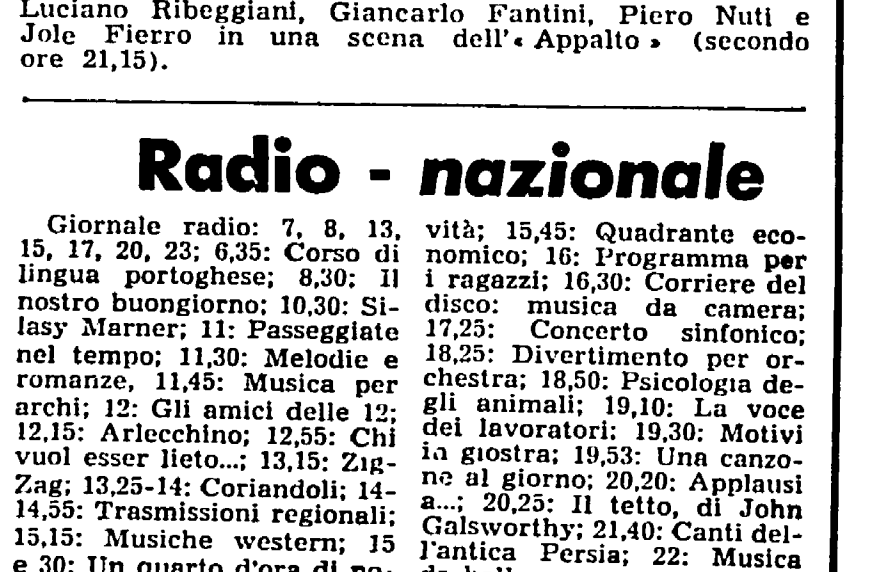 Luciano Ribeggiani, Giancarlo Fantini, Piero Nuti e
Jole Fierro in una scena dell'« Appalto » (secondo
ore 21,15).
Radio - nazionale
Giornale radio: 7, 8, 13,
15, 17, 20, 23; 6,35: Corso di
lingua portoghese; 8,30: Il
nostro buongiorno; 10,30: Si-
lasy Marner; 11: Passeggiate
nel tempo; 11,30: Melodie e
romanze, 11,45: Musica per
archi; 12: Gli amici delle 12;
12,15: Arlecchino; 12,55: Chi
vuol esser lieto...; 13,15: Zig-
Zag; 13,25-14: Coriandoli; 14-
14,55: Trasmissioni regionali;
15,15: Musiche western; 15
e 30: Un quarto d'ora di no-
vità; 15,45: Quadrante eco-
nomico; 16: Programma per
i ragazzi; 16,30: Corriere del
disco: musica da camera;
17,25: Concerto sinfonico;
18,25: Divertimento per or-
chestra; 18,50: Psicologia de-
gli animali; 19,10: La voce
dei lavoratori; 19,30: Motivi
in giostra; 19,53: Una canzo-
ne al giorno; 20,20: Applausi
a...; 20,25: Il tetto, di John
Galsworthy; 21,40: Canti del-
l'antica Persia; 22: Musica